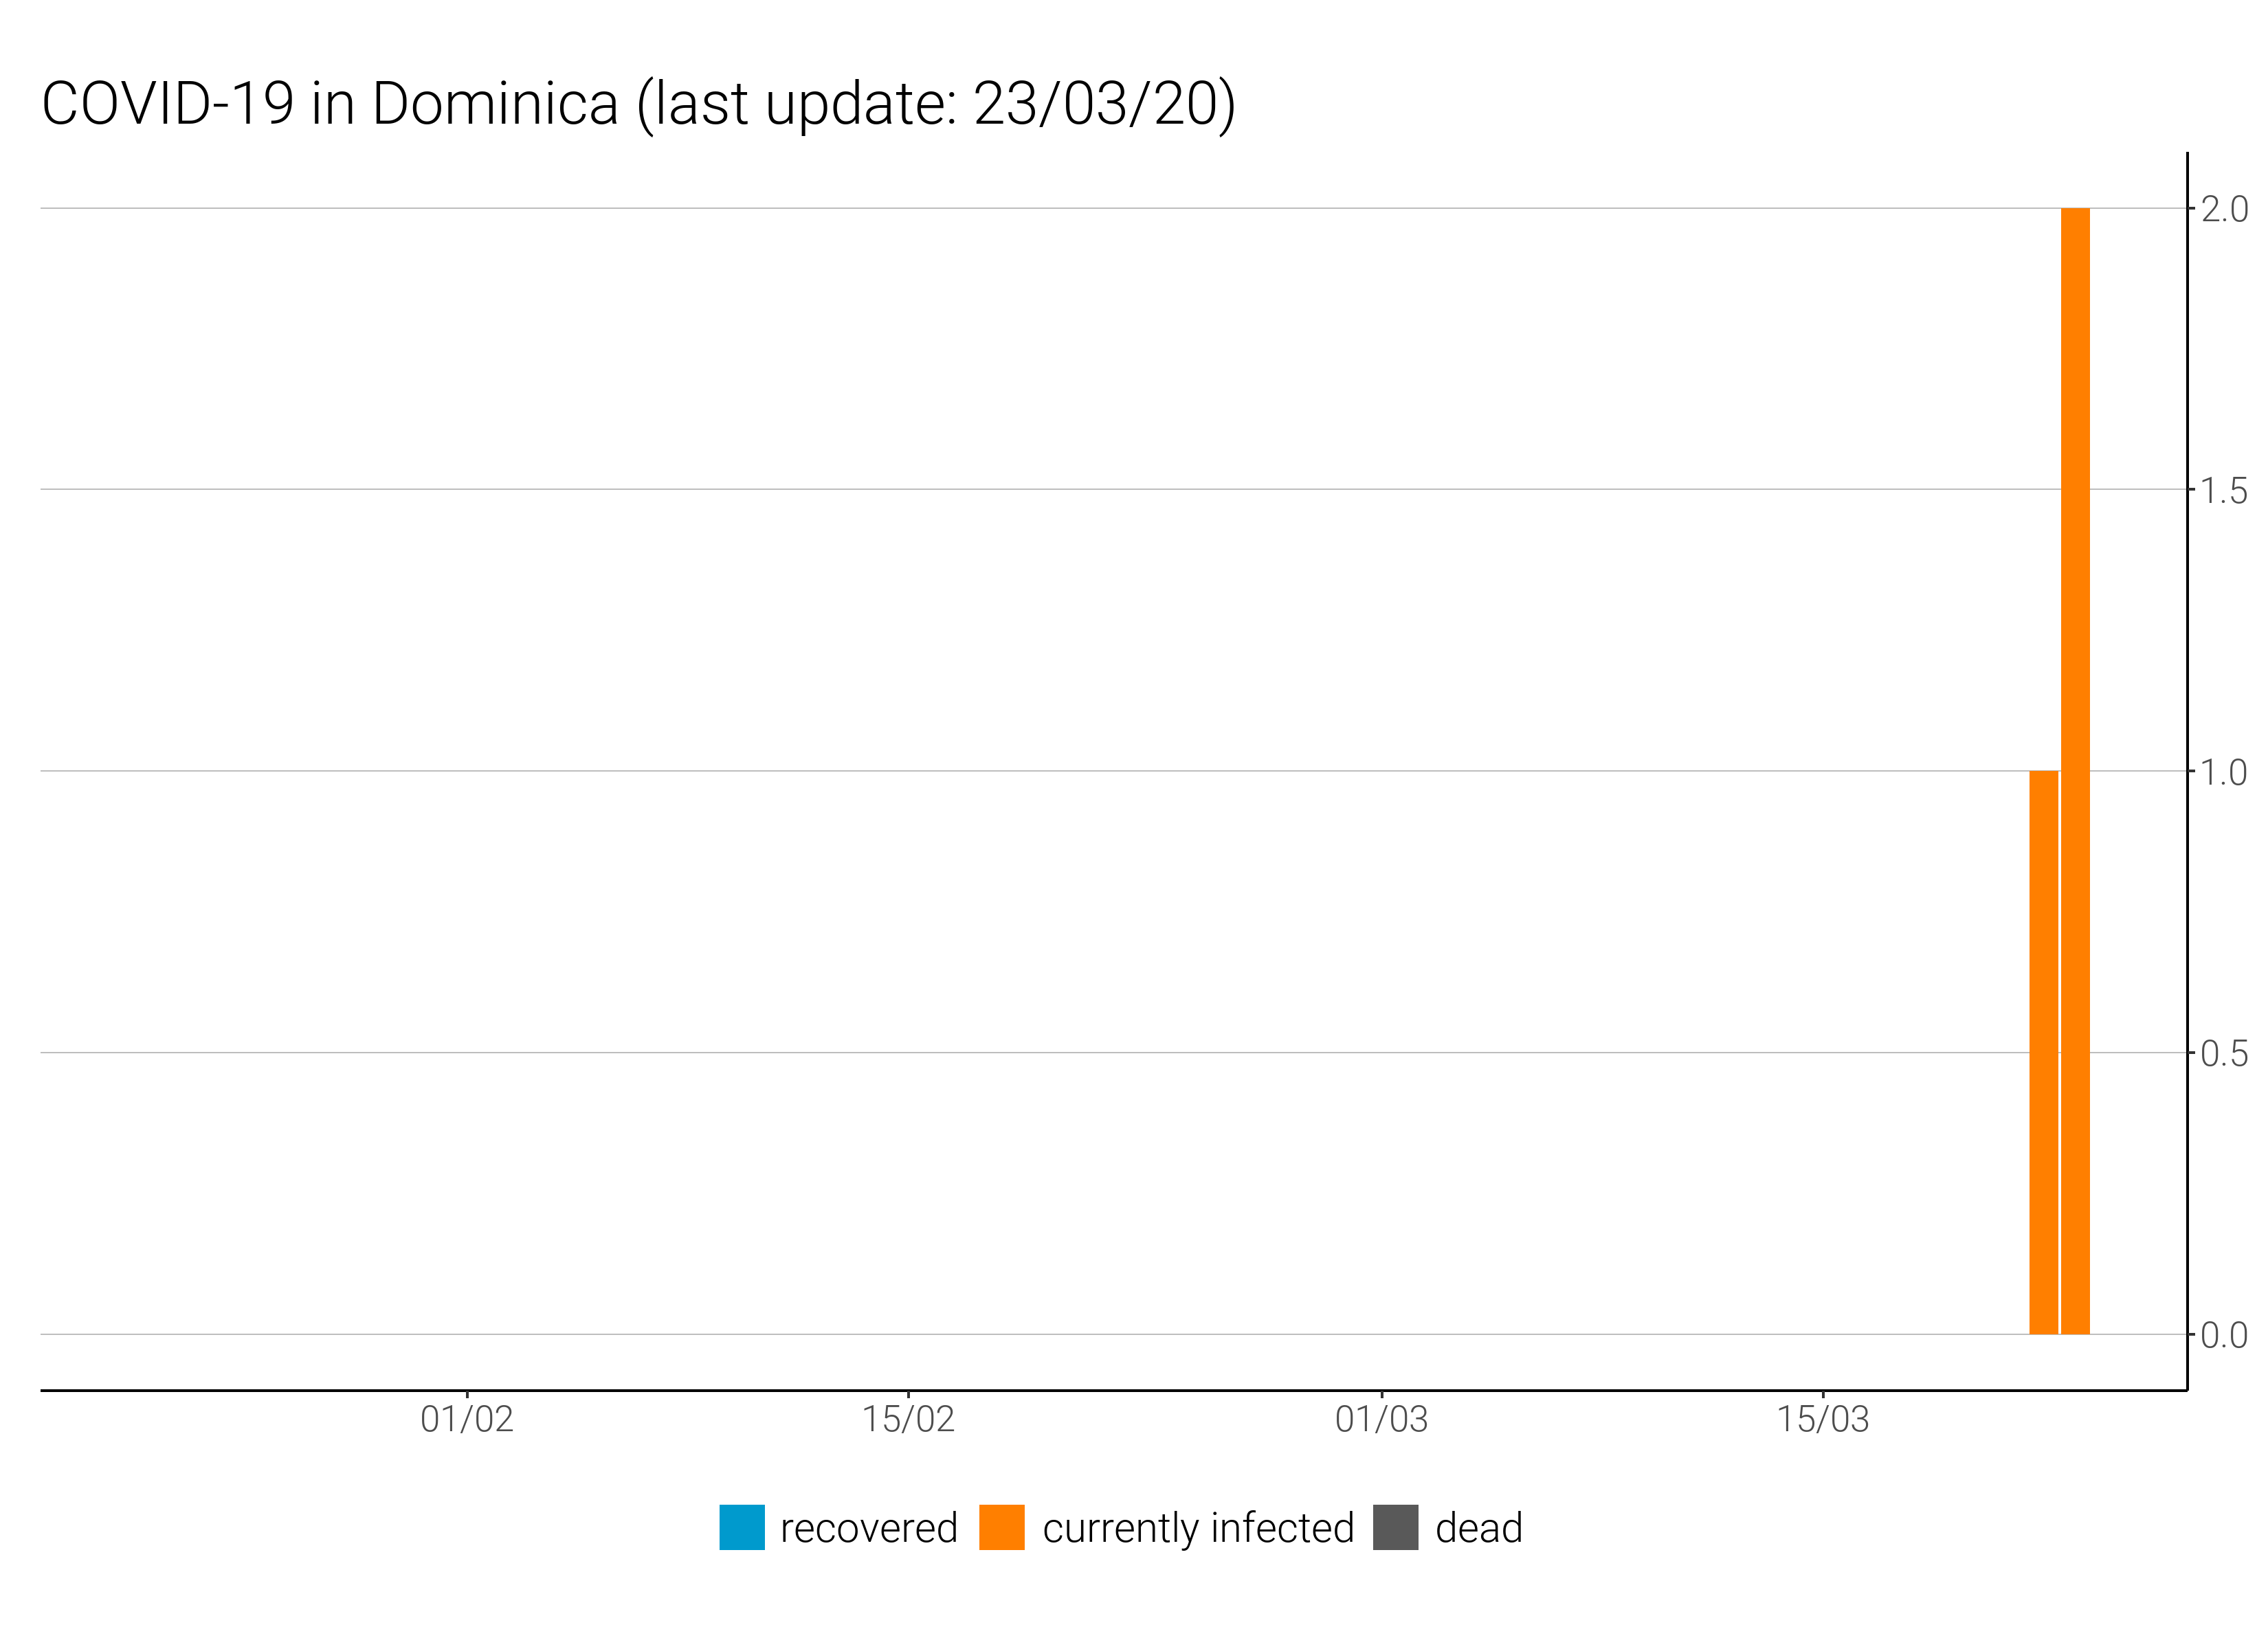 COVID-19 in Dominica (last update: 23/03/20)
2.0
1.5
1.0
0.5
0.0
01/02 15/02 01/03 15/03
recovered currently infected dead